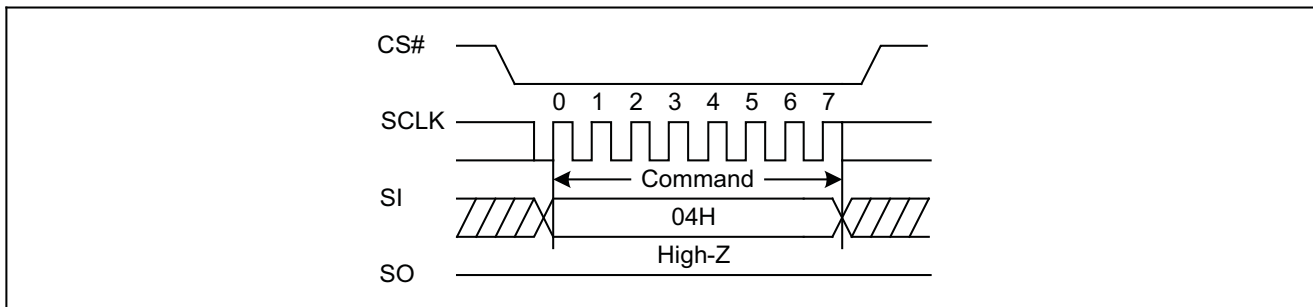 CS#
0 1 2 3 4 5 6 7
SCLK
Command
SI
04H
High-Z
SO